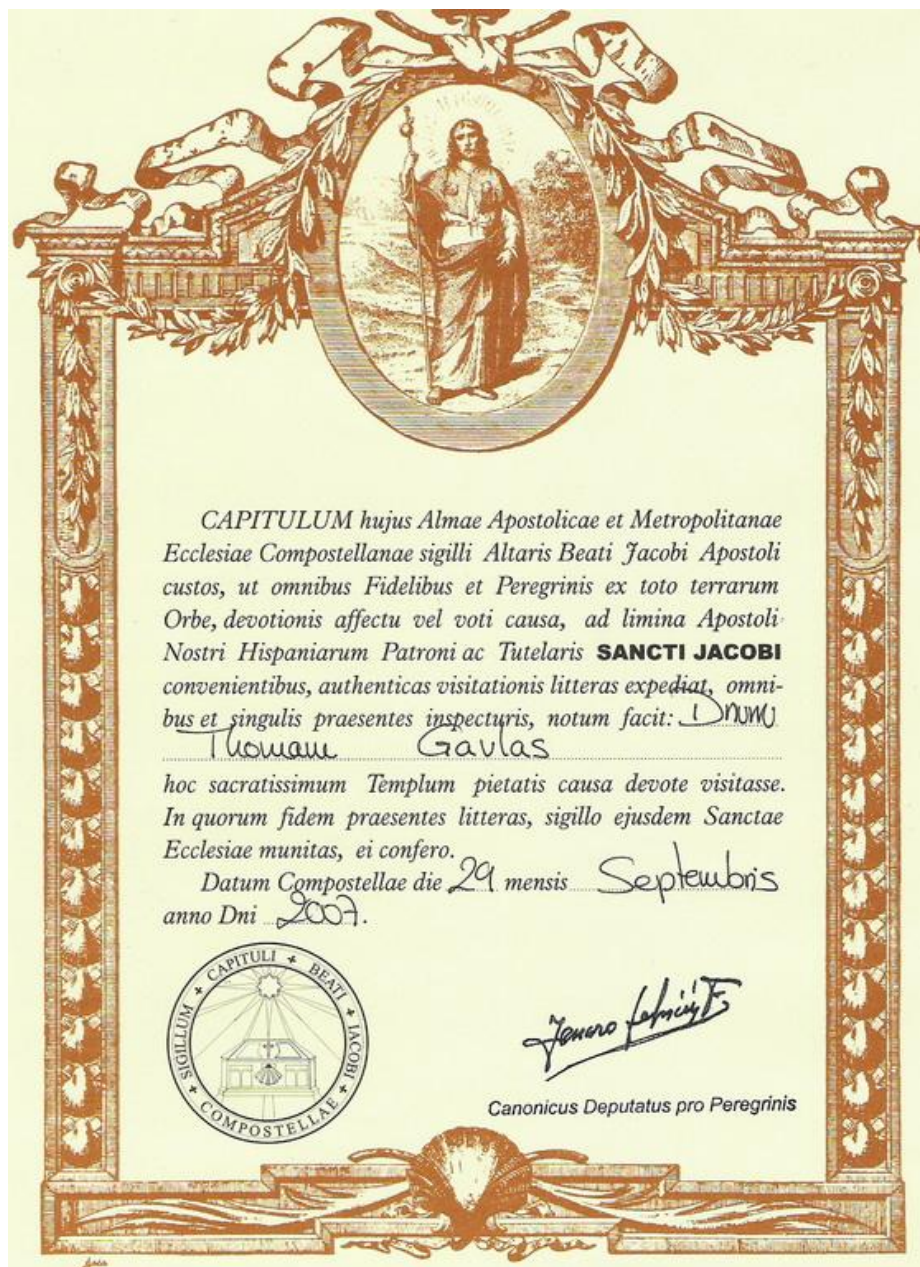 CAPITULUM hujus Almae Apostolicae et Metropolitanae
Ecclesiae Compostellanae sigilli Altaris Beati Jacobi Apostoli
custos, ut omnibus Fidelibus et Peregrinis ex toto terrarum
Orbe, devotionis affectu vel voti causa, ad limina Apostoli
Nostri Hispaniarum Patroni ac Tutelaris SANCTI JACOBI
convenientibus, authenticas visitationis litteras expediat, omni-
bus et singulis praesentes inspecturis, notum facit: Dnum
Thomam Gavlas
hoc sacratissimum Templum pietatis causa devote visitasse.
In quorum fidem praesentes litteras, sigillo ejusdem Sanctae
Ecclesiae munitas, ei confero.
Datum Compostellae die 29 mensis Septembris
anno Dni 2007.
SIGILLUM + CAPITULI + BEATI + IACOBI + COMPOSTELLAE +
Canonicus Deputatus pro Peregrinis